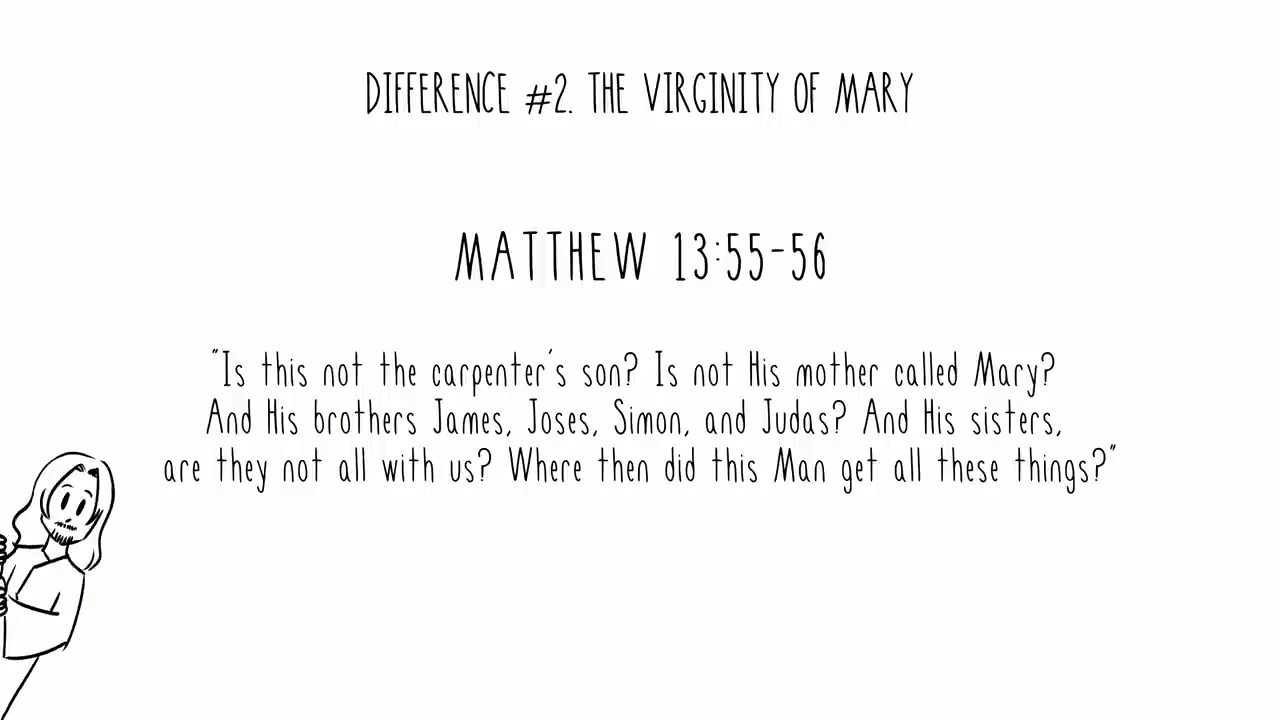 DIFFERENCE #2. THE VIRGINITY OF MARY
MATTHEW 13:55-56
"Is this not the carpenter's son? Is not His mother called Mary?
And His brothers James, Joses, Simon, and Judas? And His sisters,
are they not all with us? Where then did this Man get all these things?"